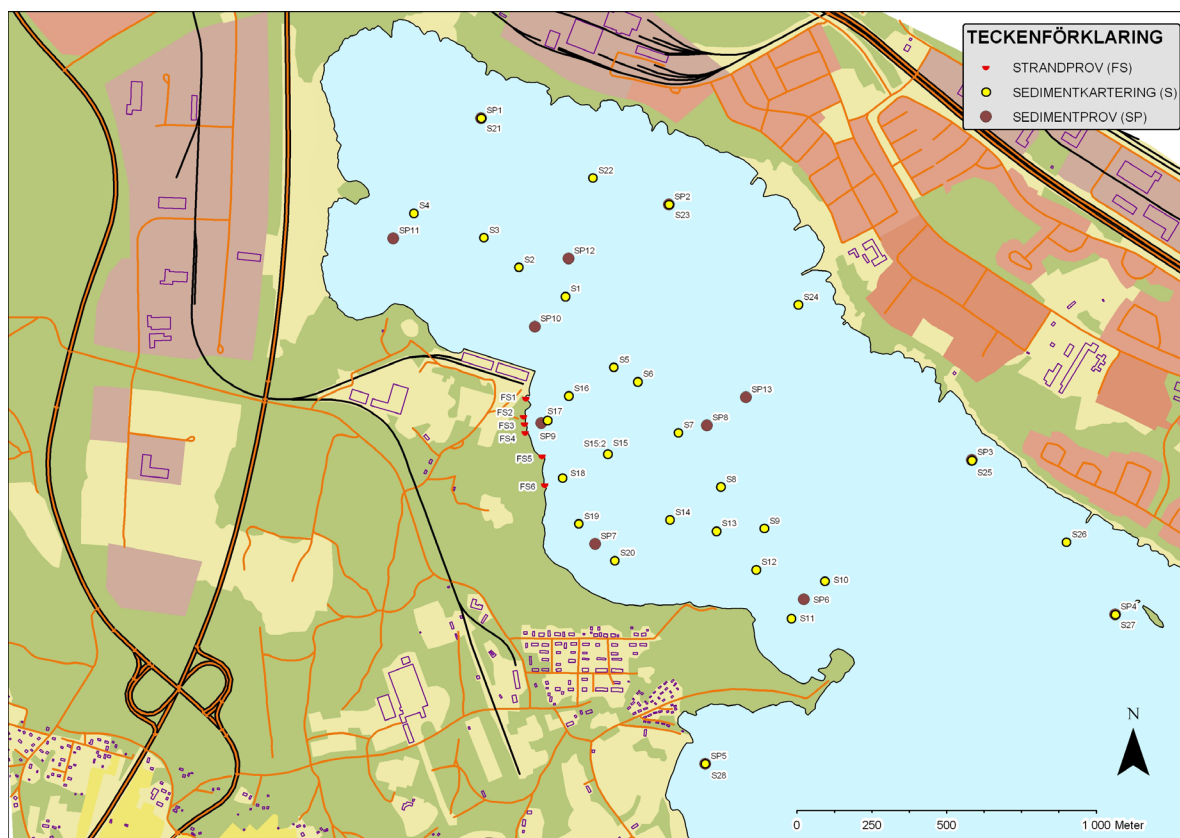 TECKENFÖRKLARING
STRANDPROV (FS)
SEDIMENTKARTERING (S)
SEDIMENTPROV (SP)
SP1
S21
S22
SP2
S23
S4
SP11
S3
SP12
S2
S1
S24
SP10
S5
S6
S16
FS1
SP13
FS2
S17
FS3
SP8
FS4
SP9
S7
S15:2 S15
FS5
SP3
S25
S18
FS6
S8
S14
S19
S13
S9
SP7
S26
S20
S12
S10
SP6
S11
SP4
S27
N
SP5
S28
0 250 500 1 000 Meter